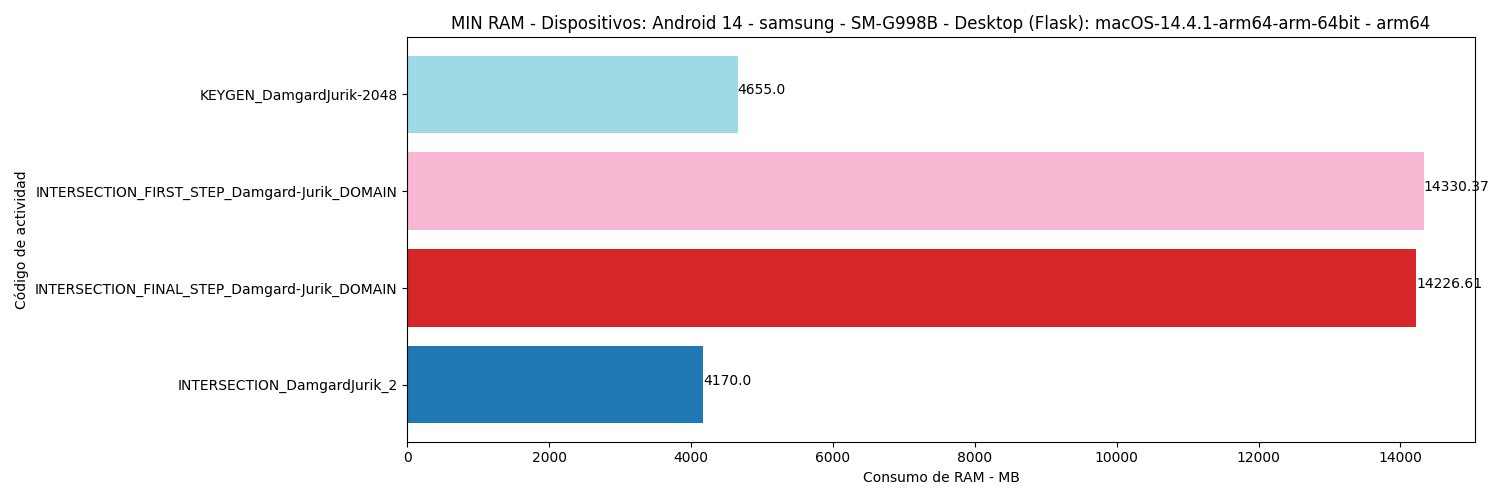 MIN RAM - Dispositivos: Android 14 - samsung - SM-G998B - Desktop (Flask): macOS-14.4.1-arm64-arm-64bit - arm64
KEYGEN_DamgardJurik-2048
4655.0
INTERSECTION_FIRST_STEP_Damgard-Jurik_DOMAIN
14330.37
INTERSECTION_FINAL_STEP_Damgard-Jurik_DOMAIN
14226.61
INTERSECTION_DamgardJurik_2
4170.0
Código de actividad
0 2000 4000 6000 8000 10000 12000 14000
Consumo de RAM - MB